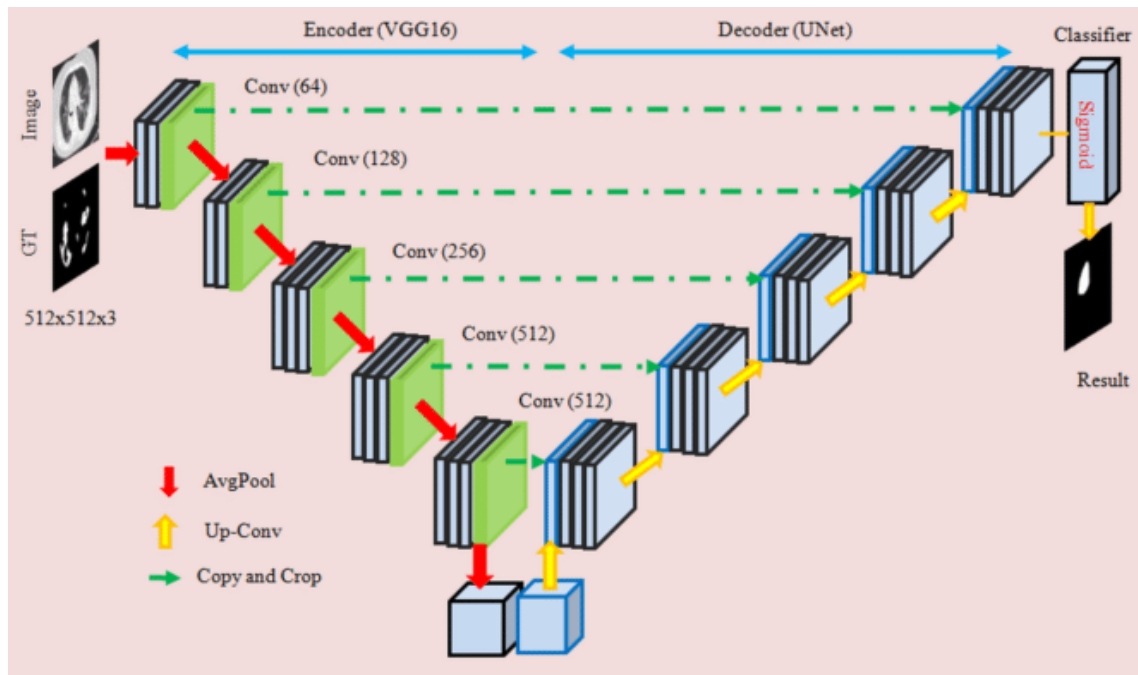 Encoder (VGG16)
Decoder (UNet)
Classifier
Image
Conv (64)
Sigmoid
Conv (128)
GT
Conv (256)
512x512x3
Conv (512)
Result
Conv (512)
AvgPool
Up-Conv
Copy and Crop